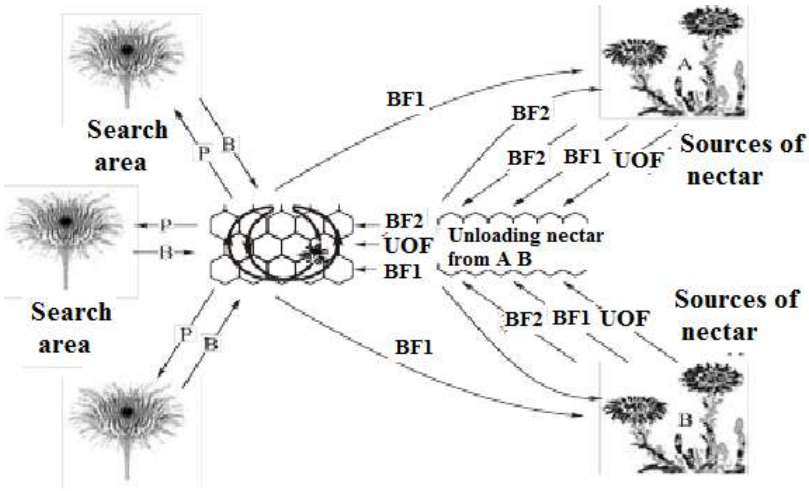 A
BF1
BF2
Search
area
B
P
BF2
BF1
UOF
Sources of
nectar
P
B
BF2
UOF
BF1
Unloading nectar
from A B
Search
area
P
B
BF1
BF2
BF1
UOF
Sources of
nectar
B